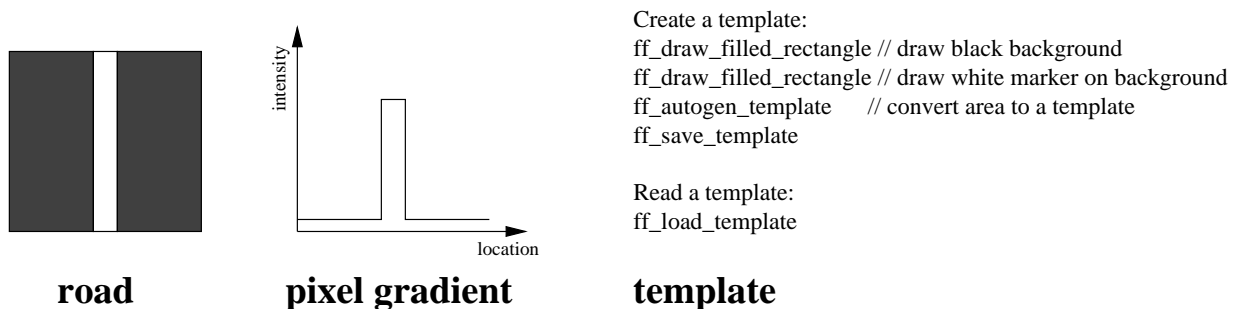 Create a template:
ff_draw_filled_rectangle // draw black background
ff_draw_filled_rectangle // draw white marker on background
ff_autogen_template // convert area to a template
ff_save_template
Read a template:
ff_load_template
intensity
location
road
pixel gradient
template